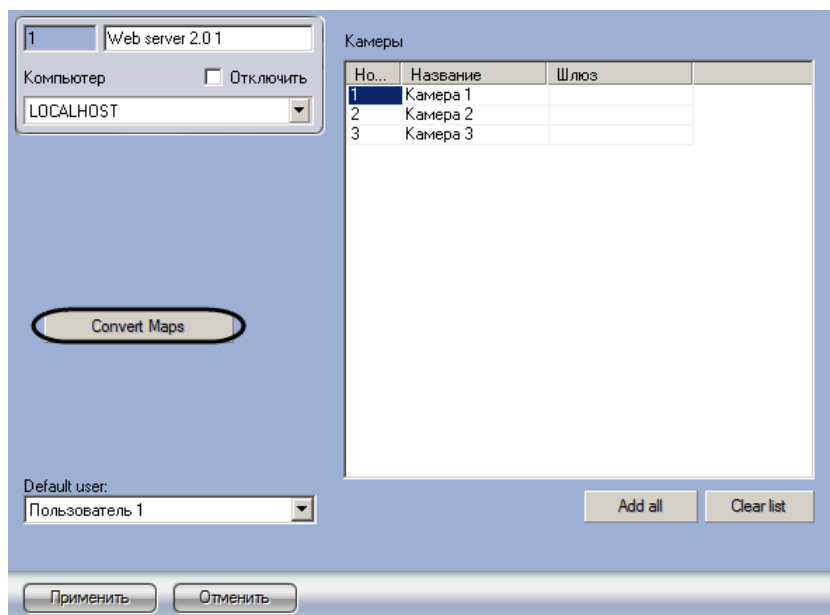 1 Web server 2.0 1
Компьютер Отключить
LOCALHOST
Камеры
Но... Название Шлюз
1 Камера 1
2 Камера 2
3 Камера 3
Convert Maps
Default user:
Пользователь 1
Add all Clear list
Применить Отменить